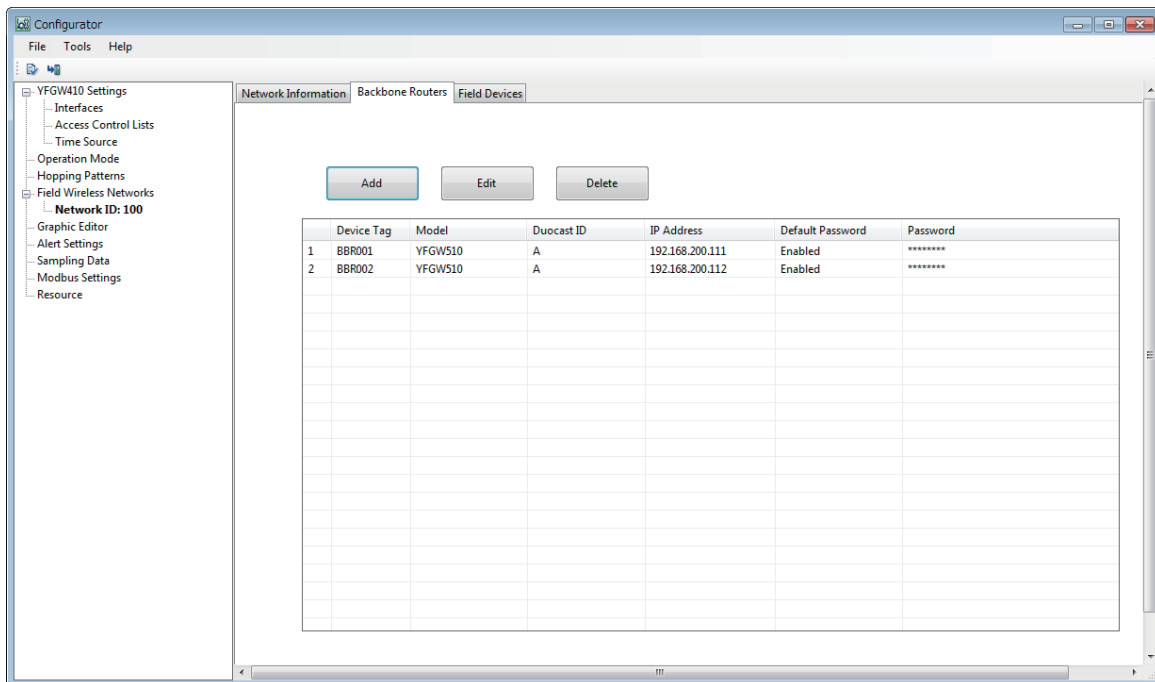 Configurator
File Tools Help
YFGW410 Settings
Interfaces
Access Control Lists
Time Source
Operation Mode
Hopping Patterns
Field Wireless Networks
Network ID: 100
Graphic Editor
Alert Settings
Sampling Data
Modbus Settings
Resource
Network Information Backbone Routers Field Devices
Add Edit Delete
Device Tag Model Duocast ID IP Address Default Password Password
1 BBR001 YFGW510 A 192.168.200.111 Enabled ********
2 BBR002 YFGW510 A 192.168.200.112 Enabled ********